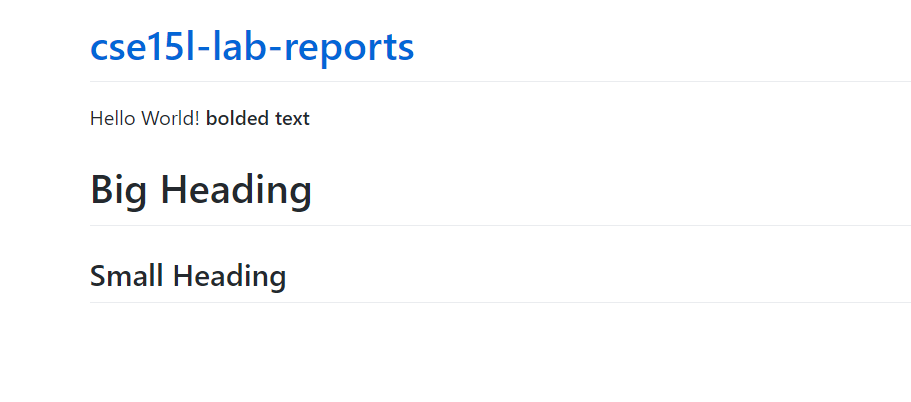 cse15l-lab-reports
Hello World! bolded text
Big Heading
Small Heading